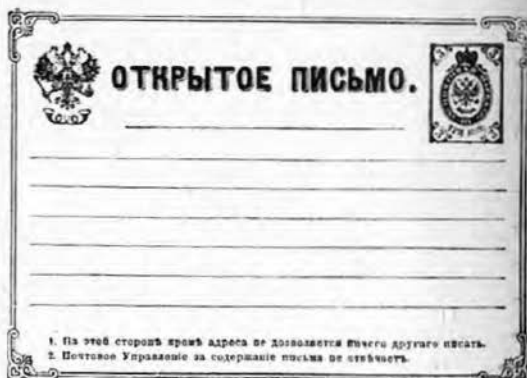 ОТКРЫТОЕ ПИСЬМО.
1. На этой сторонѣ кромѣ адреса не дозволяется ничего другаго писать.
2. Почтовое Управленіе за содержаніе письма не отвѣчаетъ.